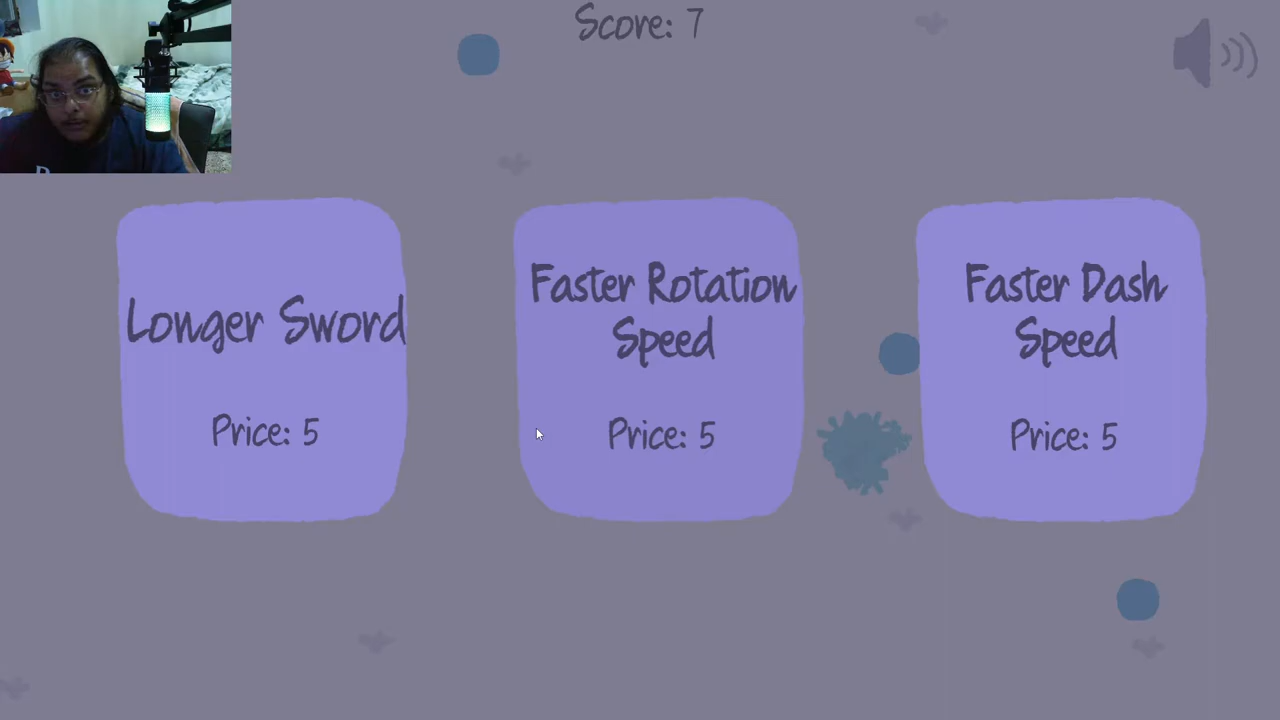 Score: 7
Longer Sword
Price: 5
Faster Rotation
Speed
Price: 5
Faster Dash
Speed
Price: 5